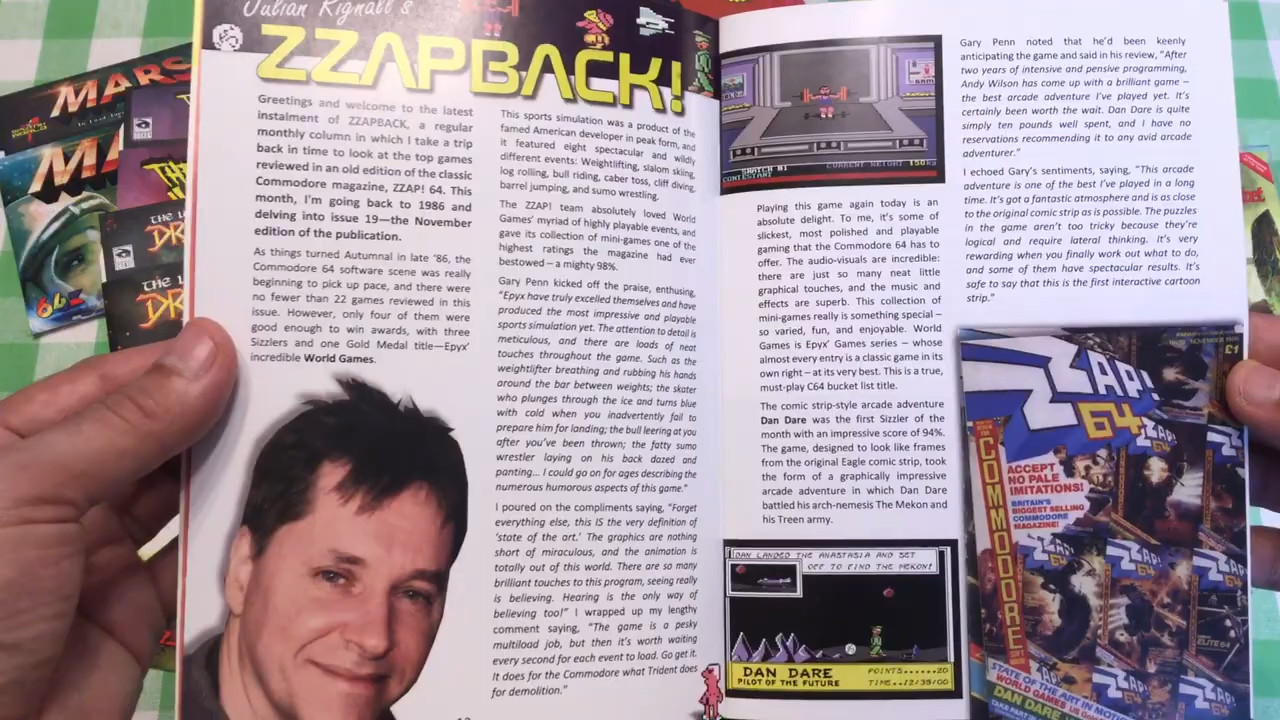 Julian Rignall's
ZZAPBACK!
Greetings and welcome to the latest
instalment of ZZAPBACK, a regular
monthly column in which I take a trip
back in time to look at the top games
reviewed in an old edition of the classic
Commodore magazine, ZZAP! 64. This
month, I'm going back to 1986 and
delving into issue 19—the November
edition of the publication.
As things turned Autumnal in late '86, the
Commodore 64 software scene was really
beginning to pick up pace, and there were
no fewer than 22 games reviewed in this
issue. However, only four of them were
good enough to win awards, with three
Sizzlers and one Gold Medal title—Epyx'
incredible World Games.
This sports simulation was a product of the
famed American developer in peak form, and
it featured eight spectacular and wildly
different events: Weightlifting, slalom skiing,
log rolling, bull riding, caber toss, cliff diving,
barrel jumping, and sumo wrestling.
The ZZAP! team absolutely loved World
Games' myriad of highly playable events, and
gave its collection of mini-games one of the
highest ratings the magazine had ever
bestowed – a mighty 98%.
Gary Penn kicked off the praise, enthusing,
"Epyx have truly excelled themselves and have
produced the most impressive and playable
sports simulation yet. The attention to detail is
meticulous, and there are loads of neat
touches throughout the game. Such as the
weightlifter breathing and rubbing his hands
around the bar between weights; the skater
who plunges through the ice and turns blue
with cold when you inadvertently fail to
prepare him for landing; the bull leering at you
after you've been thrown; the fatty sumo
wrestler laying on his back dazed and
panting... I could go on for ages describing the
numerous humorous aspects of this game."
I poured on the compliments saying, "Forget
everything else, this IS the very definition of
'state of the art.' The graphics are nothing
short of miraculous, and the animation is
totally out of this world. There are so many
brilliant touches to this program, seeing really
is believing. Hearing is the only way of
believing too!" I wrapped up my lengthy
comment saying, "The game is a pesky
multiload job, but then it's worth waiting
every second for each event to load. Go get it.
It does for the Commodore what Trident does
for demolition."
SNATCH #1
CURRENT WEIGHT 150kg
CONTESTANT
Playing this game again today is an
absolute delight. To me, it's some of
slickest, most polished and playable
gaming that the Commodore 64 has to
offer. The audio-visuals are incredible:
there are just so many neat little
graphical touches, and the music and
effects are superb. This collection of
mini-games really is something special –
so varied, fun, and enjoyable. World
Games is Epyx' Games series – whose
almost every entry is a classic game in its
own right – at its very best. This is a true,
must-play C64 bucket list title.
The comic strip-style arcade adventure
Dan Dare was the first Sizzler of the
month with an impressive score of 94%.
The game, designed to look like frames
from the original Eagle comic strip, took
the form of a graphically impressive
arcade adventure in which Dan Dare
battled his arch-nemesis The Mekon and
his Treen army.
DAN LANDED THE ANASTASIA AND SET
OFF TO FIND THE MEKON!
DAN DARE
PILOT OF THE FUTURE
POINTS.....20
TIME..12/35/00
Gary Penn noted that he'd been keenly
anticipating the game and said in his review, "After
two years of intensive and pensive programming,
Andy Wilson has come up with a brilliant game –
the best arcade adventure I've played yet. It's
certainly been worth the wait. Dan Dare is quite
simply ten pounds well spent, and I have no
reservations recommending it to any avid arcade
adventurer."
I echoed Gary's sentiments, saying, "This arcade
adventure is one of the best I've played in a long
time. It's got a fantastic atmosphere and is as close
to the original comic strip as is possible. The puzzles
in the game aren't too tricky because they're
logical and require lateral thinking. It's very
rewarding when you finally work out what to do,
and some of them have spectacular results. It's
safe to say that this is the first interactive cartoon
strip."
£1
ZZAP!
64
COMMODORE
ACCEPT
NO PALE
IMITATIONS!
BRITAIN'S
BIGGEST SELLING
COMMODORE
MAGAZINE!
STATE OF THE ART IN
WORLD GAMES
DAN DARE
MARS